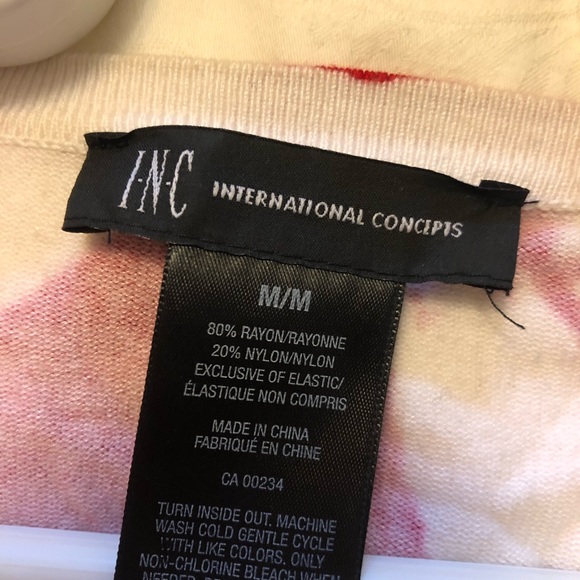 I·N·C INTERNATIONAL CONCEPTS
M/M
80% RAYON/RAYONNE
20% NYLON/NYLON
EXCLUSIVE OF ELASTIC/
ÉLASTIQUE NON COMPRIS
MADE IN CHINA
FABRIQUÉ EN CHINE
CA 00234
TURN INSIDE OUT. MACHINE
WASH COLD GENTLE CYCLE
WITH LIKE COLORS. ONLY
NON-CHLORINE BLEACH WHEN